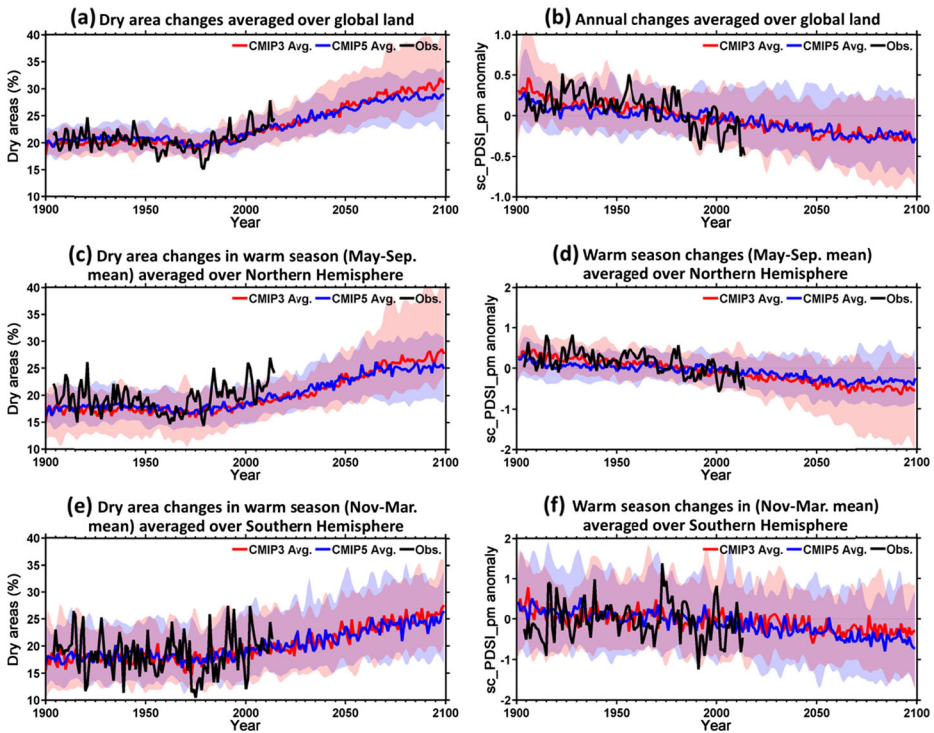 (a) Dry area changes averaged over global land
CMIP3 Avg. CMIP5 Avg. Obs.
Dry areas (%)
40
35
30
25
20
15
10
1900 1950 2000 2050 2100
Year
(b) Annual changes averaged over global land
CMIP3 Avg. CMIP5 Avg. Obs.
sc_PDSI_pm anomaly
1.0
0.5
0
-0.5
-1.0
1900 1950 2000 2050 2100
Year
(c) Dry area changes in warm season (May-Sep.
mean) averaged over Northern Hemisphere
CMIP3 Avg. CMIP5 Avg. Obs.
Dry areas (%)
40
35
30
25
20
15
10
1900 1950 2000 2050 2100
Year
(d) Warm season changes (May-Sep. mean)
averaged over Northern Hemisphere
CMIP3 Avg. CMIP5 Avg. Obs.
sc_PDSI_pm anomaly
2
1
0
-1
-2
1900 1950 2000 2050 2100
Year
(e) Dry area changes in warm season (Nov-Mar.
mean) averaged over Southern Hemisphere
CMIP3 Avg. CMIP5 Avg. Obs.
Dry areas (%)
40
35
30
25
20
15
10
1900 1950 2000 2050 2100
Year
(f) Warm season changes in (Nov-Mar. mean)
averaged over Southern Hemisphere
CMIP3 Avg. CMIP5 Avg. Obs.
sc_PDSI_pm anomaly
2
1
0
-1
-2
1900 1950 2000 2050 2100
Year